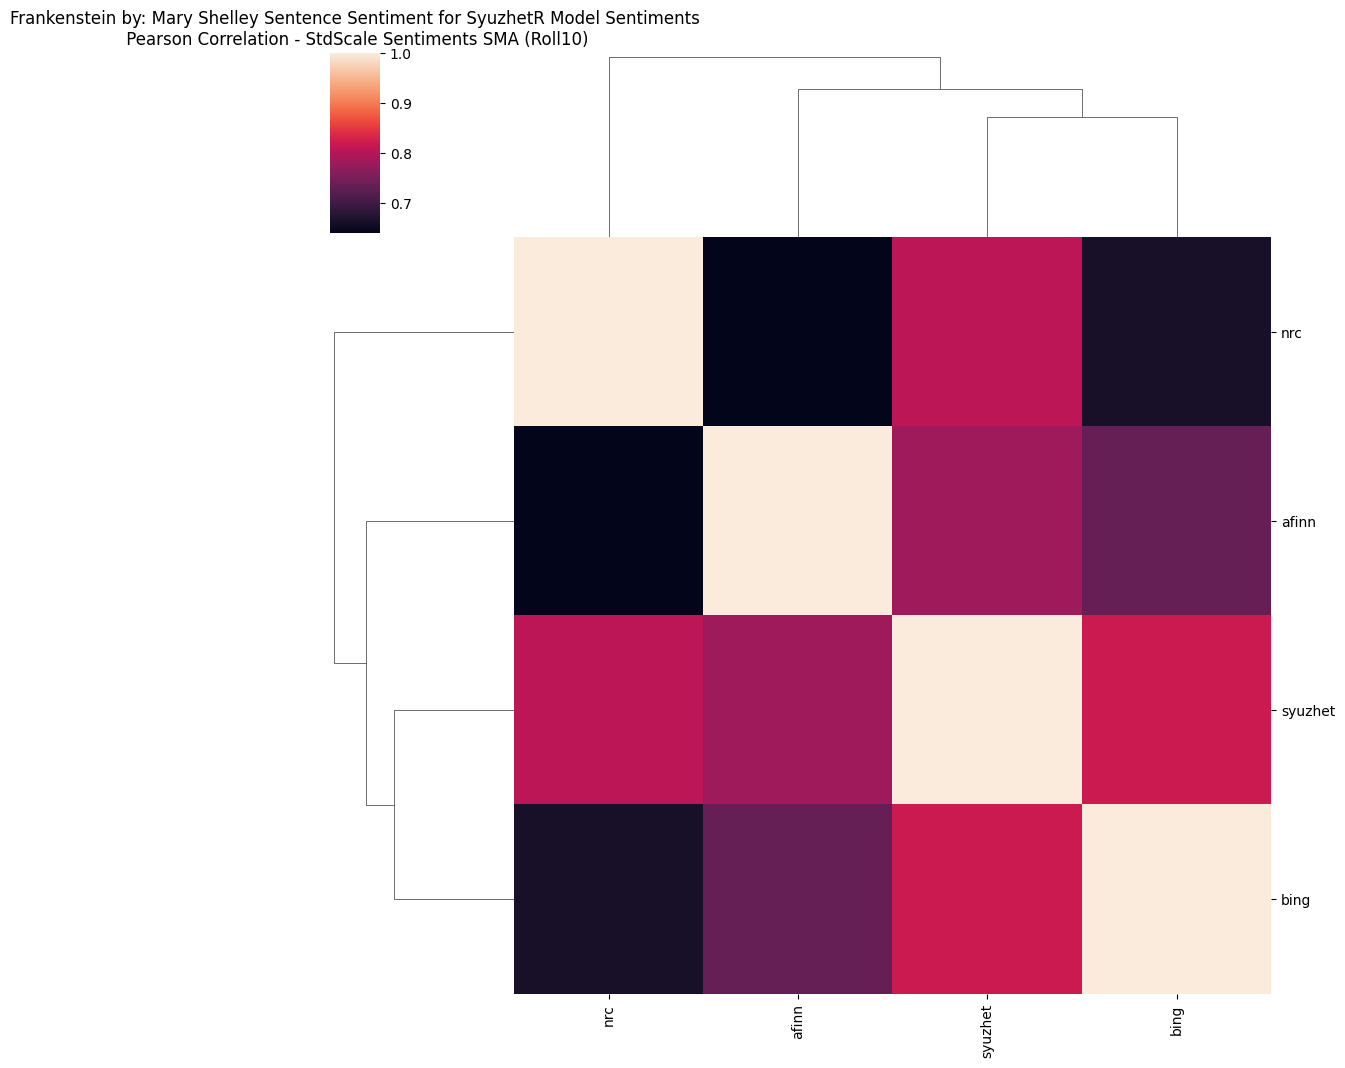 Frankenstein by: Mary Shelley Sentence Sentiment for SyuzhetR Model Sentiments
Pearson Correlation - StdScale Sentiments SMA (Roll10)
1.0
0.9
0.8
0.7
nrc
afinn
syuzhet
bing
nrc
afinn
syuzhet
bing